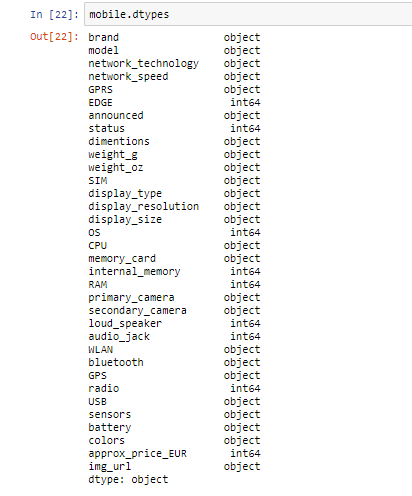 In [22]: mobile.dtypes
Out[22]: brand object
model object
network_technology object
network_speed object
GPRS object
EDGE int64
announced object
status int64
dimentions object
weight_g object
weight_oz object
SIM object
display_type object
display_resolution object
display_size object
OS int64
CPU object
memory_card object
internal_memory int64
RAM int64
primary_camera object
secondary_camera object
loud_speaker int64
audio_jack int64
WLAN object
bluetooth object
GPS object
radio int64
USB object
sensors object
battery object
colors object
approx_price_EUR int64
img_url object
dtype: object